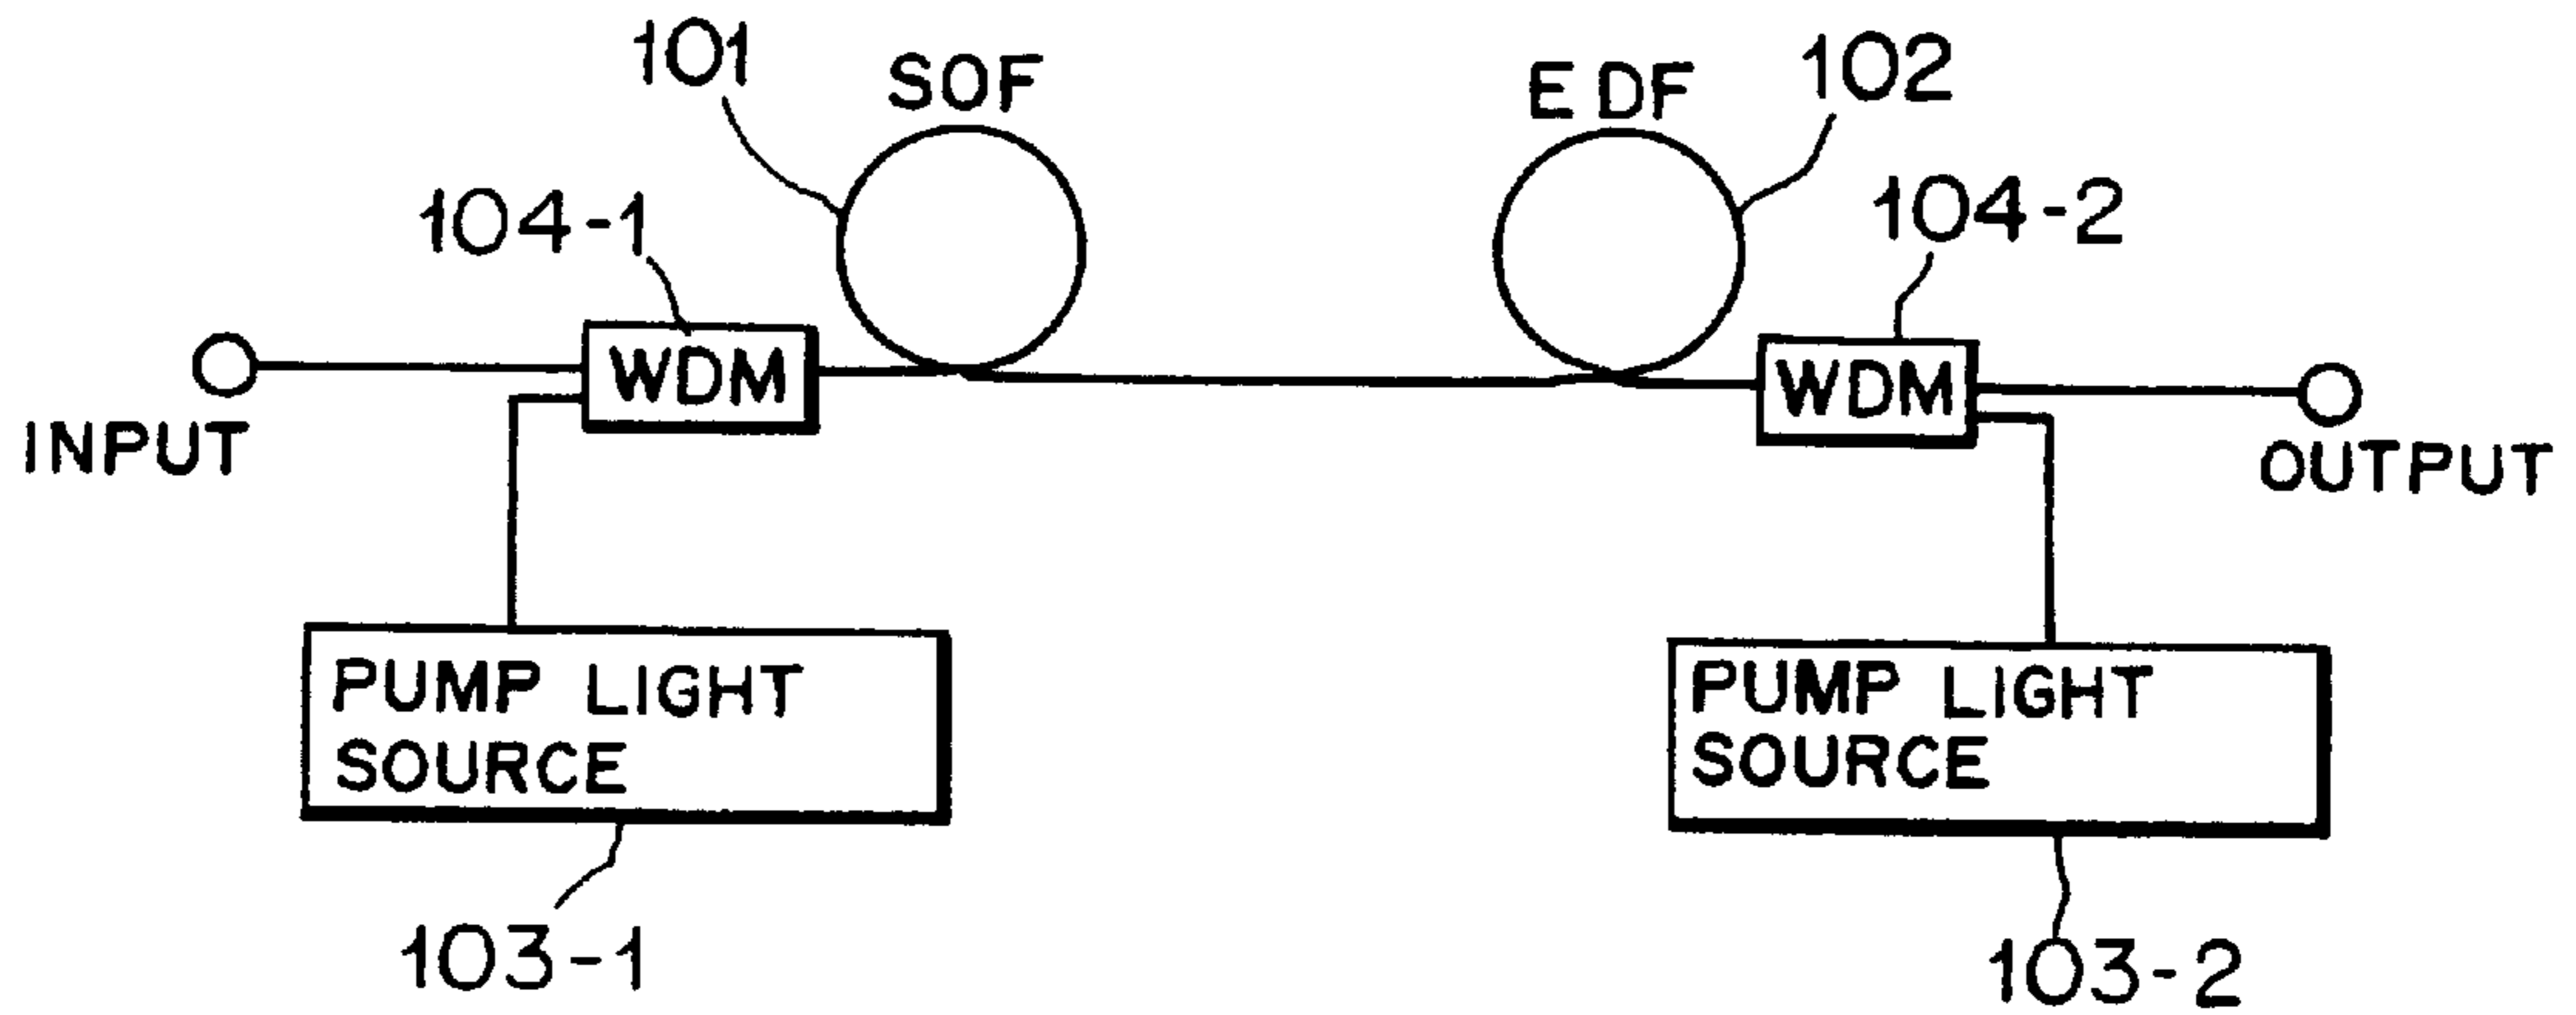 101
SOF
EDF
102
104-1
104-2
WDM
WDM
INPUT
OUTPUT
PUMP LIGHT
SOURCE
PUMP LIGHT
SOURCE
103-1
103-2